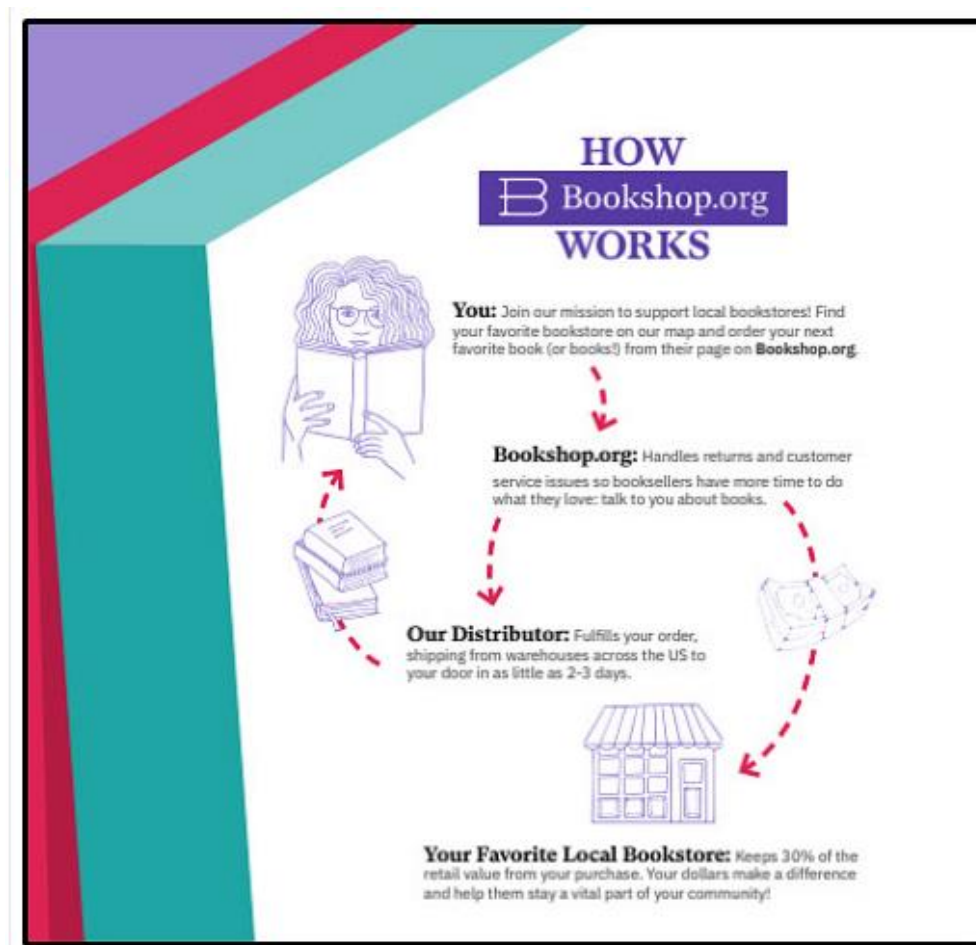 HOW
Bookshop.org
WORKS
You: Join our mission to support local bookstores! Find
your favorite bookstore on our map and order your next
favorite book (or books!) from their page on Bookshop.org.
Bookshop.org: Handles returns and customer
service issues so booksellers have more time to do
what they love: talk to you about books.
Our Distributor: Fulfills your order,
shipping from warehouses across the US to
your door in as little as 2-3 days.
Your Favorite Local Bookstore: Keeps 30% of the
retail value from your purchase. Your dollars make a difference
and help them stay a vital part of your community!